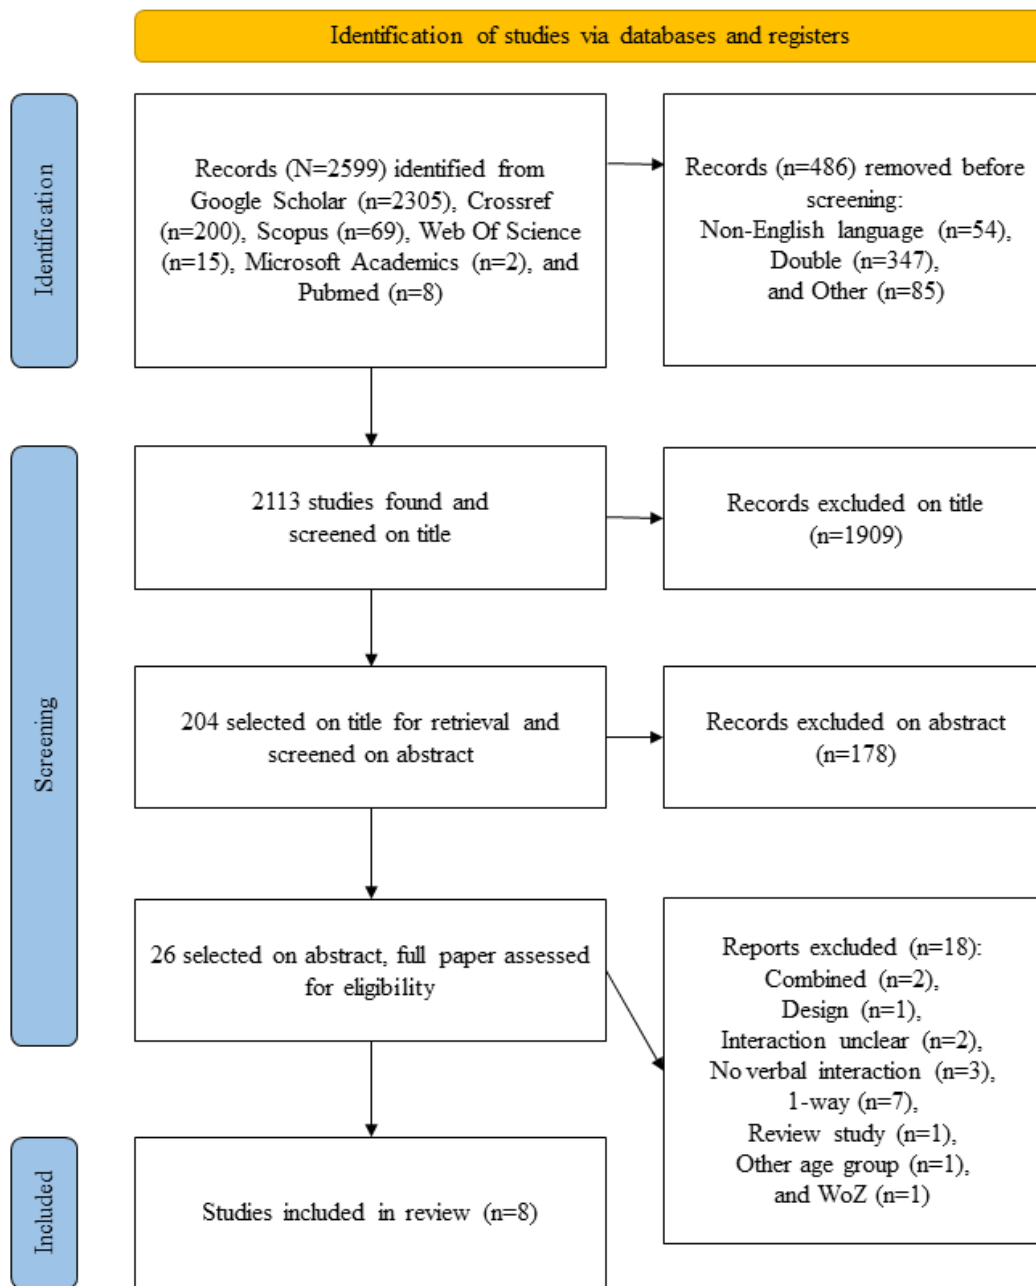 Identification of studies via databases and registers
Identification
Records (N=2599) identified from
Google Scholar (n=2305), Crossref
(n=200), Scopus (n=69), Web Of Science
(n=15), Microsoft Academics (n=2), and
Pubmed (n=8)
Records (n=486) removed before
screening:
Non-English language (n=54),
Double (n=347),
and Other (n=85)
Screening
2113 studies found and
screened on title
Records excluded on title
(n=1909)
204 selected on title for retrieval and
screened on abstract
Records excluded on abstract
(n=178)
26 selected on abstract, full paper assessed
for eligibility
Reports excluded (n=18):
Combined (n=2),
Design (n=1),
Interaction unclear (n=2),
No verbal interaction (n=3),
1-way (n=7),
Review study (n=1),
Other age group (n=1),
and WoZ (n=1)
Included
Studies included in review (n=8)